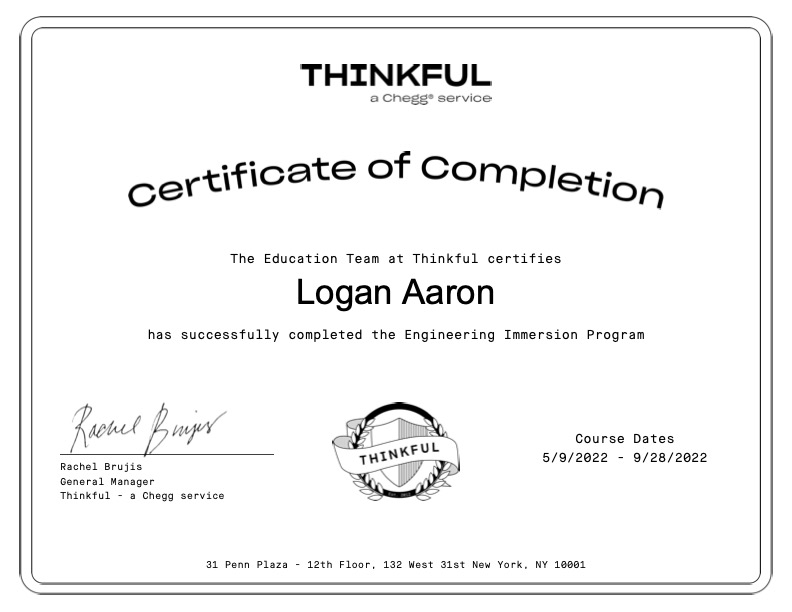 THINKFUL
a Chegg® service
Certificate of Completion
The Education Team at Thinkful certifies
Logan Aaron
has successfully completed the Engineering Immersion Program
Rachel Brujis
Rachel Brujis
General Manager
Thinkful - a Chegg service
THINKFUL
Course Dates
5/9/2022 - 9/28/2022
31 Penn Plaza - 12th Floor, 132 West 31st New York, NY 10001